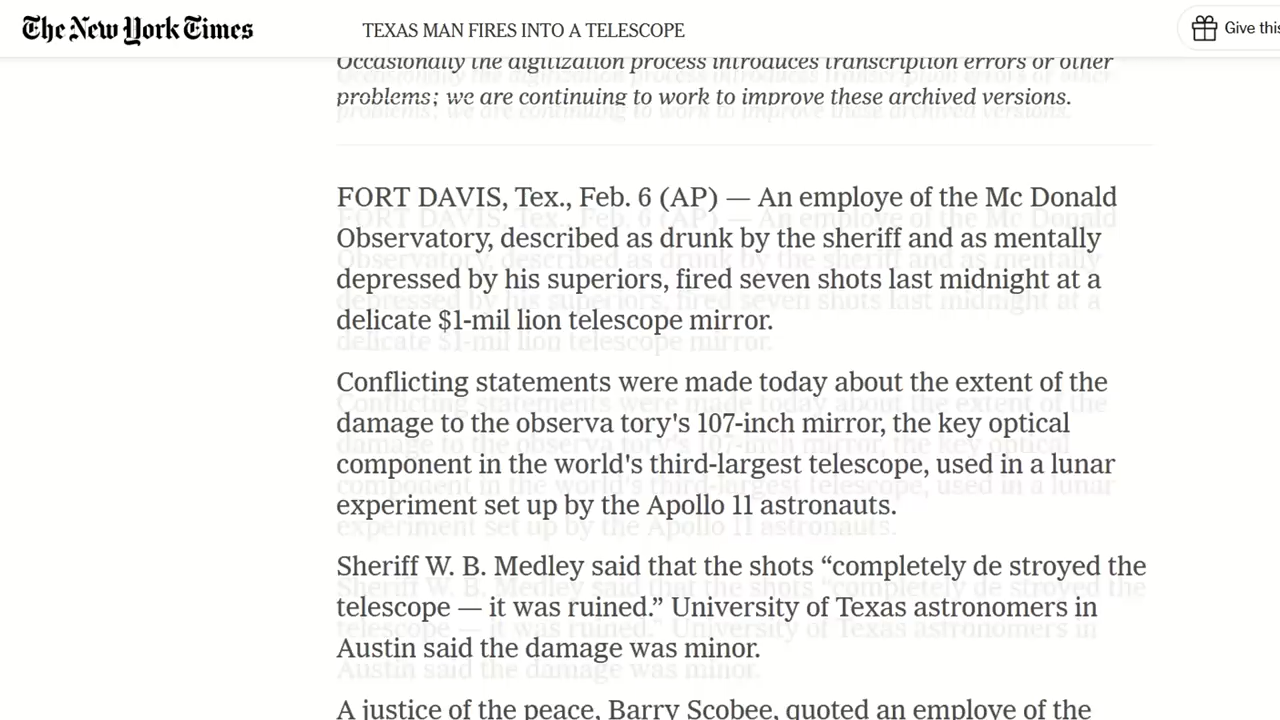 The New York Times
TEXAS MAN FIRES INTO A TELESCOPE
Give this
Occasionally the digitization process introduces transcription errors or other
problems; we are continuing to work to improve these archived versions.
FORT DAVIS, Tex., Feb. 6 (AP) — An employe of the Mc Donald
Observatory, described as drunk by the sheriff and as mentally
depressed by his superiors, fired seven shots last midnight at a
delicate $1‐mil lion telescope mirror.
Conflicting statements were made today about the extent of the
damage to the observa tory's 107‐inch mirror, the key optical
component in the world's third‐largest telescope, used in a lunar
experiment set up by the Apollo 11 astronauts.
Sheriff W. B. Medley said that the shots “completely de stroyed the
telescope — it was ruined.” University of Texas astronomers in
Austin said the damage was minor.
A justice of the peace, Barry Scobee, quoted an employe of the